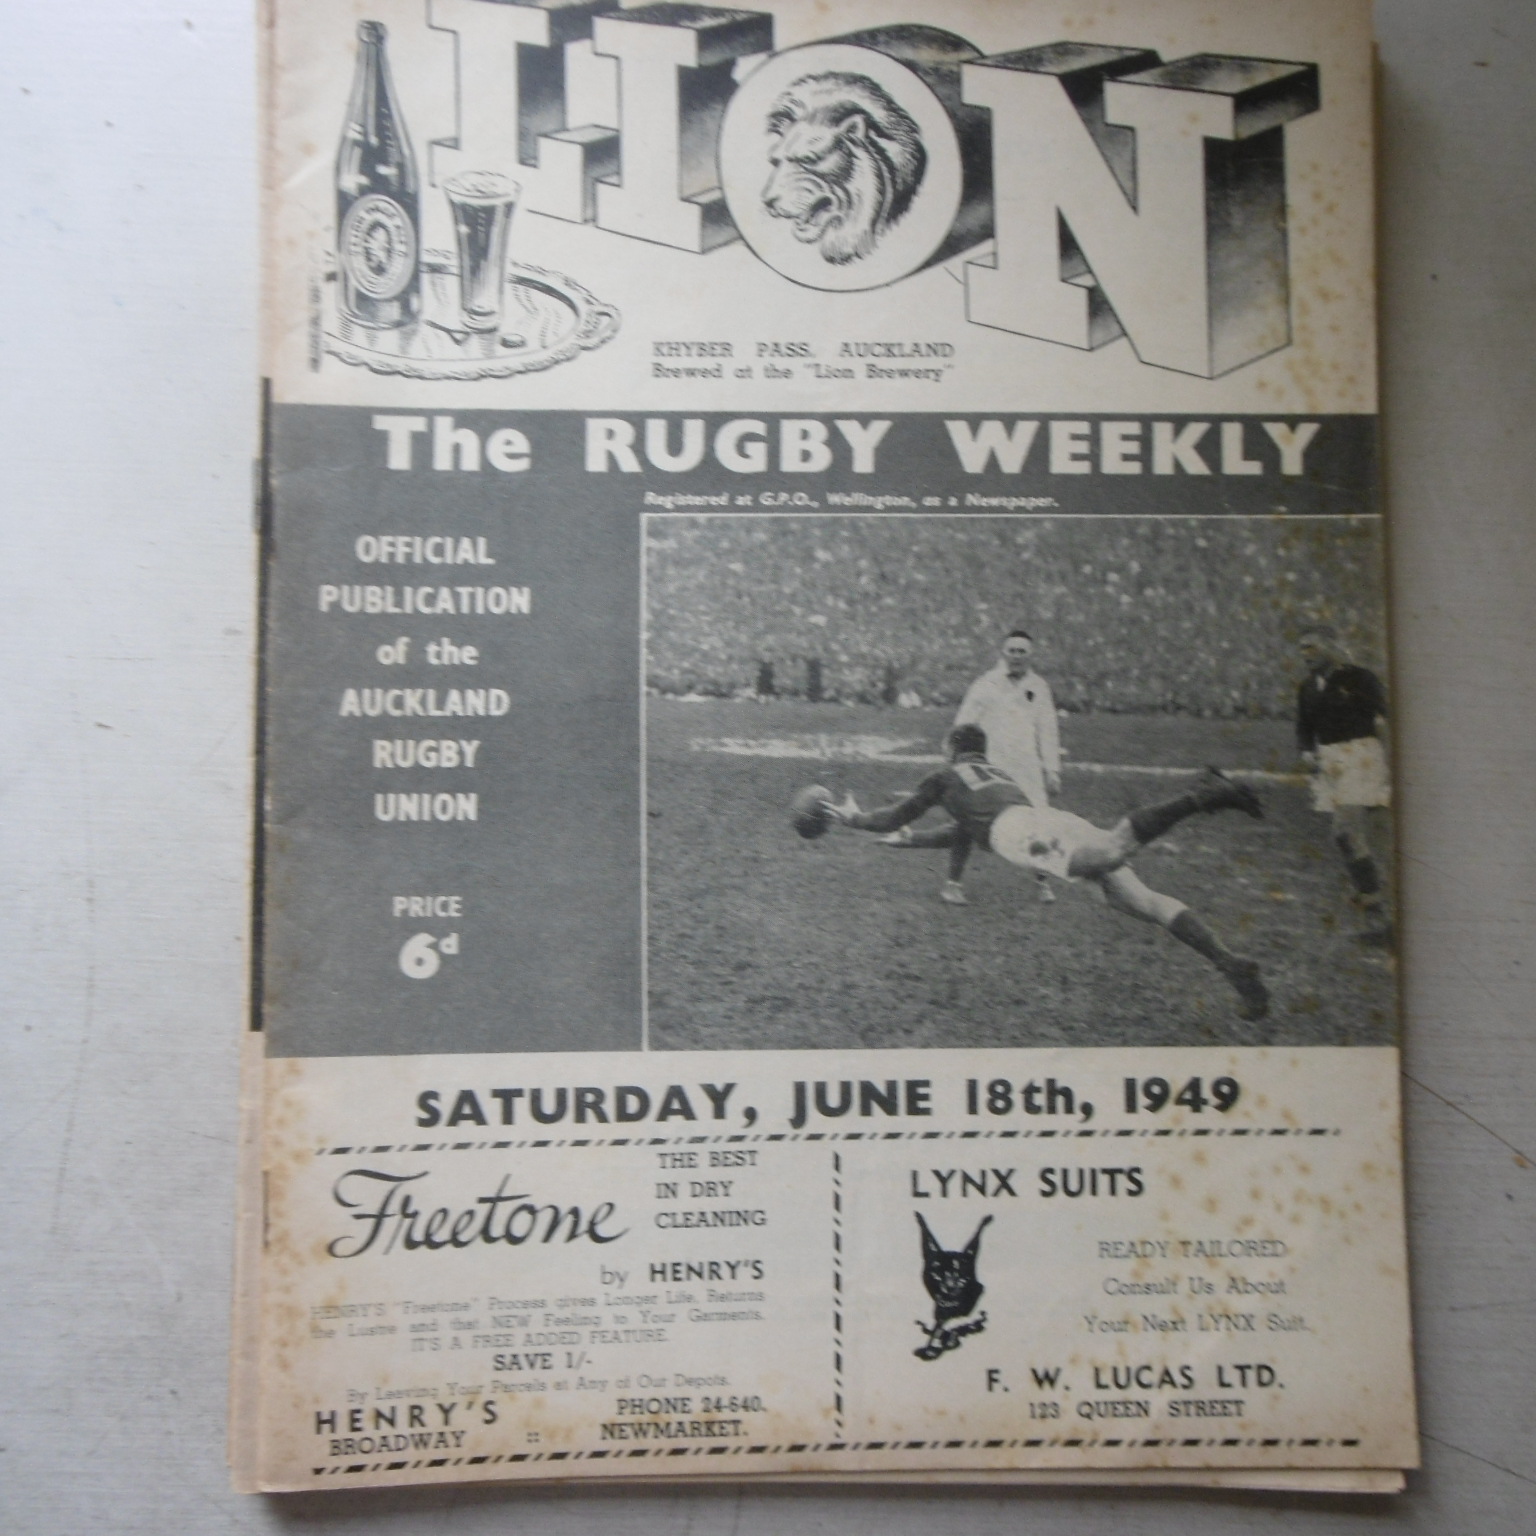 LION
KHYBER PASS, AUCKLAND
Brewed at the "Lion Brewery"
The RUGBY WEEKLY
Registered at G.P.O., Wellington, as a Newspaper.
OFFICIAL
PUBLICATION
of the
AUCKLAND
RUGBY
UNION
PRICE
6d
SATURDAY, JUNE 18th, 1949
Freetone
THE BEST
IN DRY
CLEANING
by HENRY'S
HENRY'S "Freetone" Process gives Longer Life. Returns
the Lustre and that NEW Feeling to Your Garments.
IT'S A FREE ADDED FEATURE.
SAVE 1/-
By Leaving Your Parcels at Any of Our Depots.
HENRY'S
BROADWAY ::
PHONE 24-640.
NEWMARKET.
LYNX SUITS
READY TAILORED
Consult Us About
Your Next LYNX Suit.
F. W. LUCAS LTD.
123 QUEEN STREET